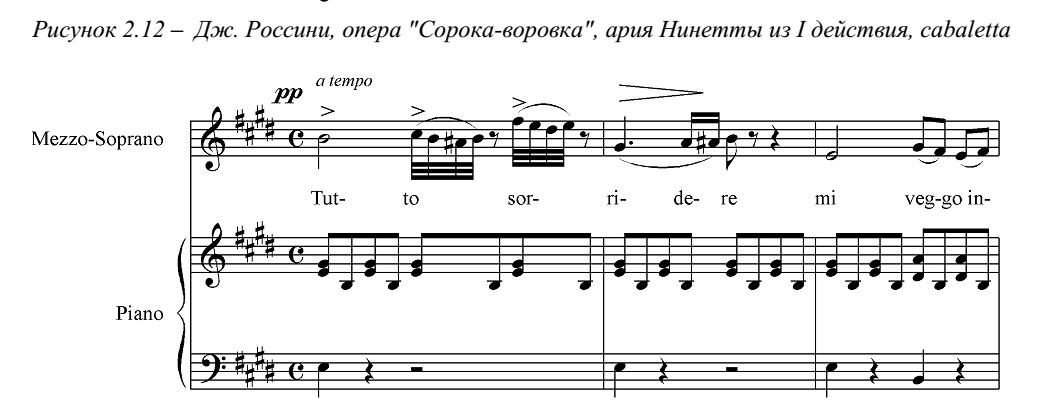 Рисунок 2.12 – Дж. Россини, опера "Сорока-воровка", ария Нинетты из I действия, cabaletta
a tempo
pp
Mezzo-Soprano
Tut- to sor- ri- de- re mi veg-go in-
Piano